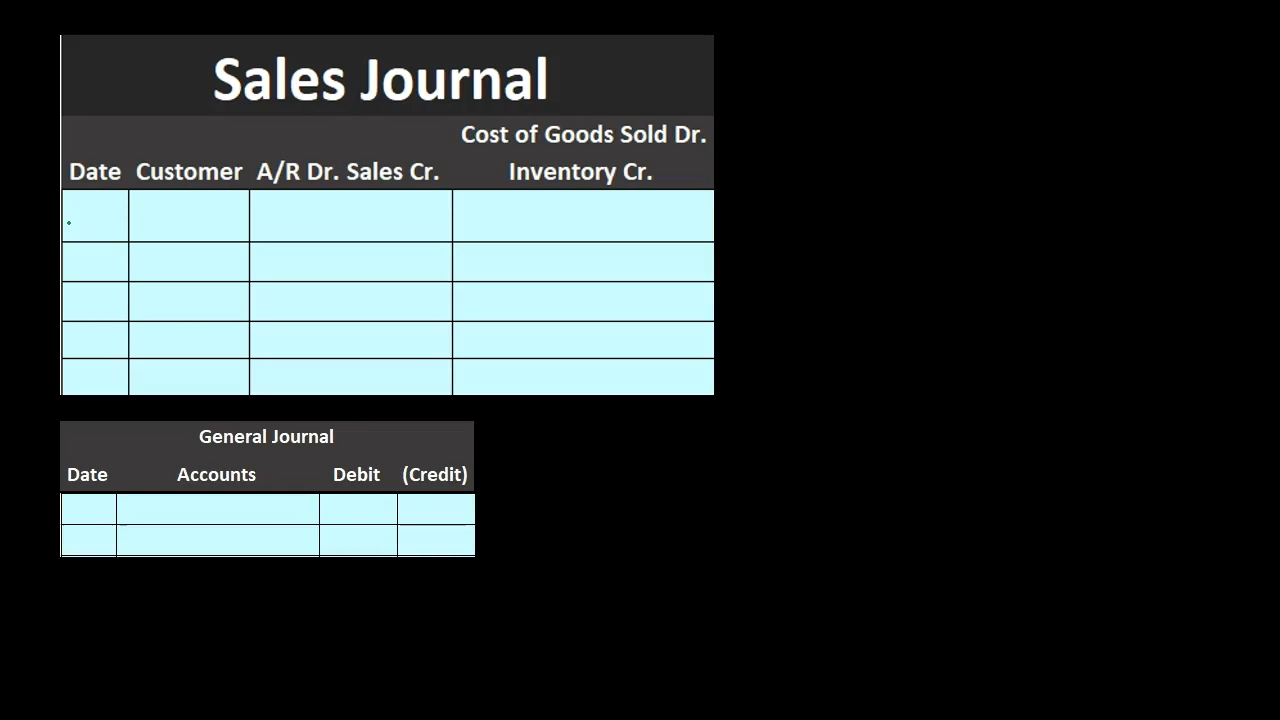 Sales Journal
Cost of Goods Sold Dr.
Date Customer A/R Dr. Sales Cr. Inventory Cr.
General Journal
Date Accounts Debit (Credit)